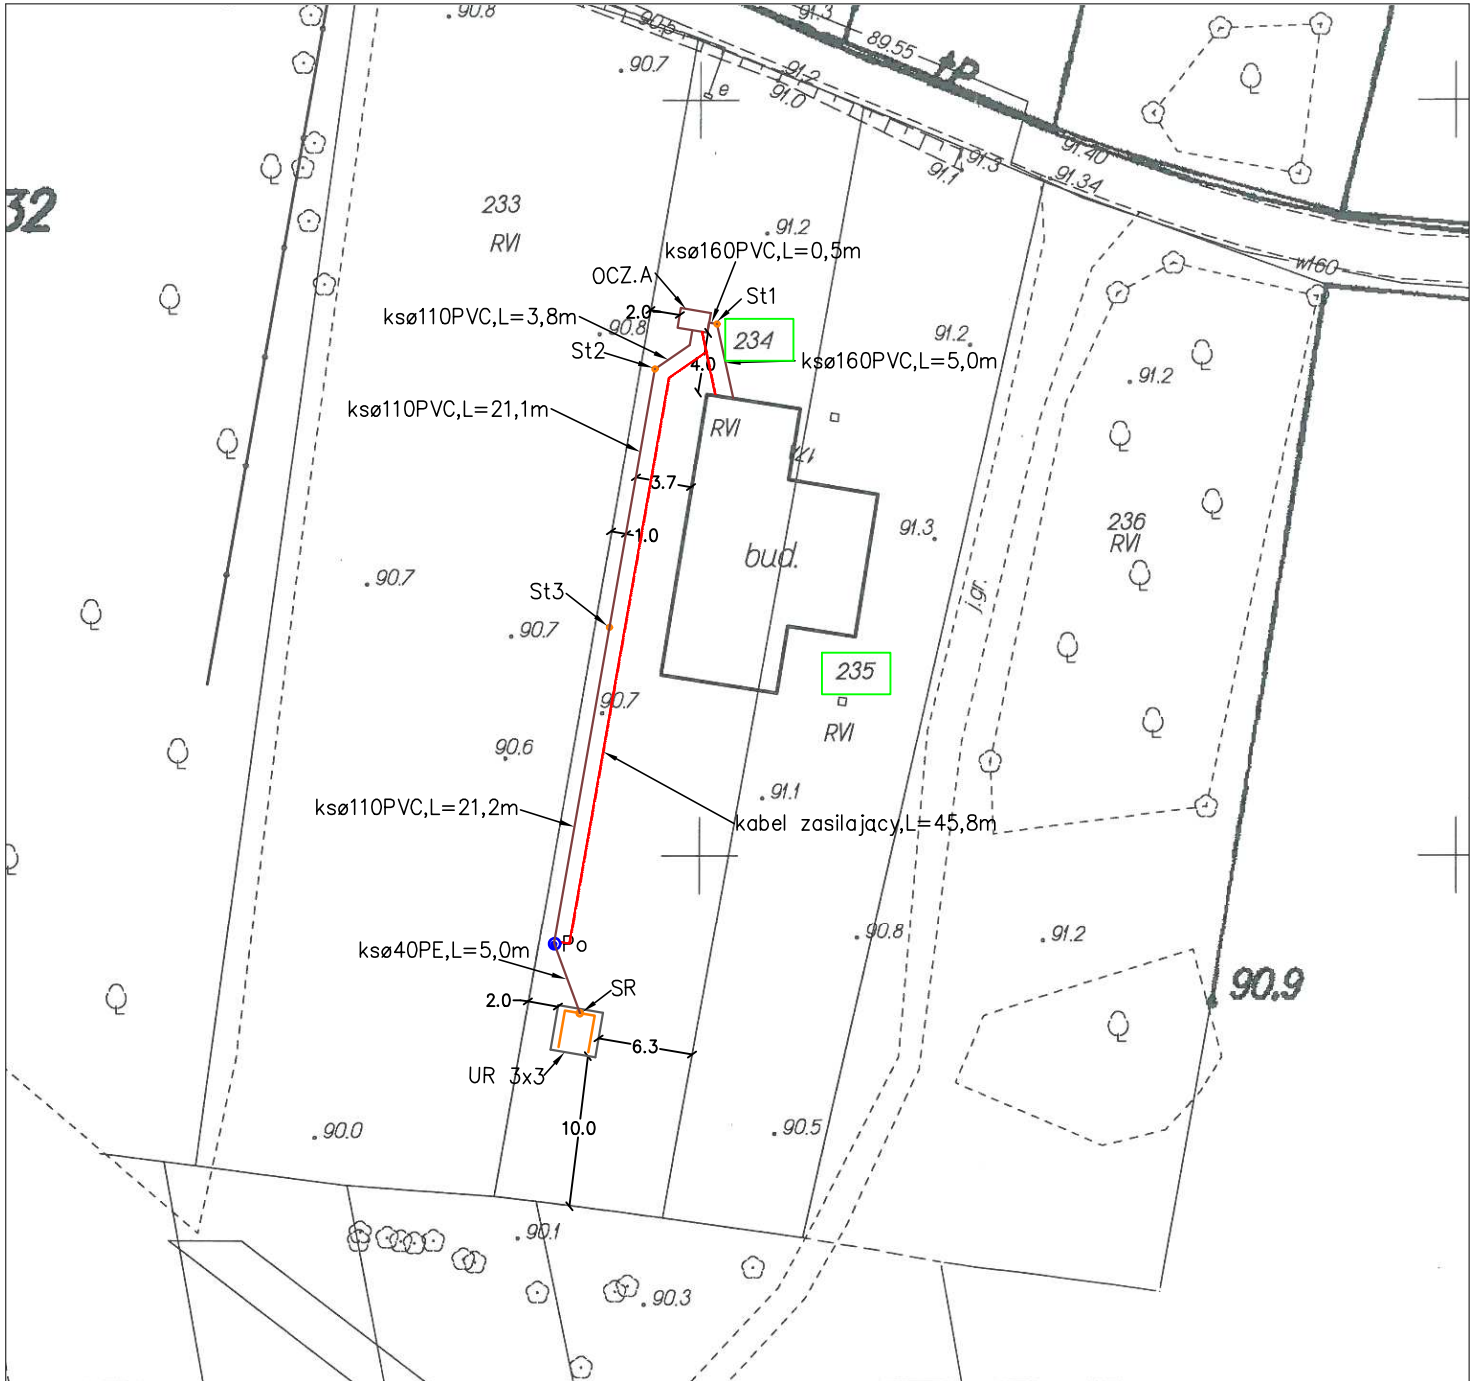 90.8
90.5
91.3
89.55
tp
90.7
91.2
91.0
e
91.3
91.1
91.40
91.34
32
233
RVI
91.2
ksø160PVC,L=0,5m
w160
OCZ.A
St1
2.0
ksø110PVC,L=3,8m
90.8
234
91.2
St2
4.0
ksø160PVC,L=5,0m
91.2
ksø110PVC,L=21,1m
RVI
3.7
236
RVI
91.3
1.0
bud.
90.7
St3
j.gr.
90.7
235
90.7
RVI
90.6
91.1
ksø110PVC,L=21,2m
kabel zasilający,L=45,8m
90.8
91.2
Po
ksø40PE,L=5,0m
90.9
SR
2.0
6.3
UR 3x3
10.0
90.0
90.5
90.1
90.3